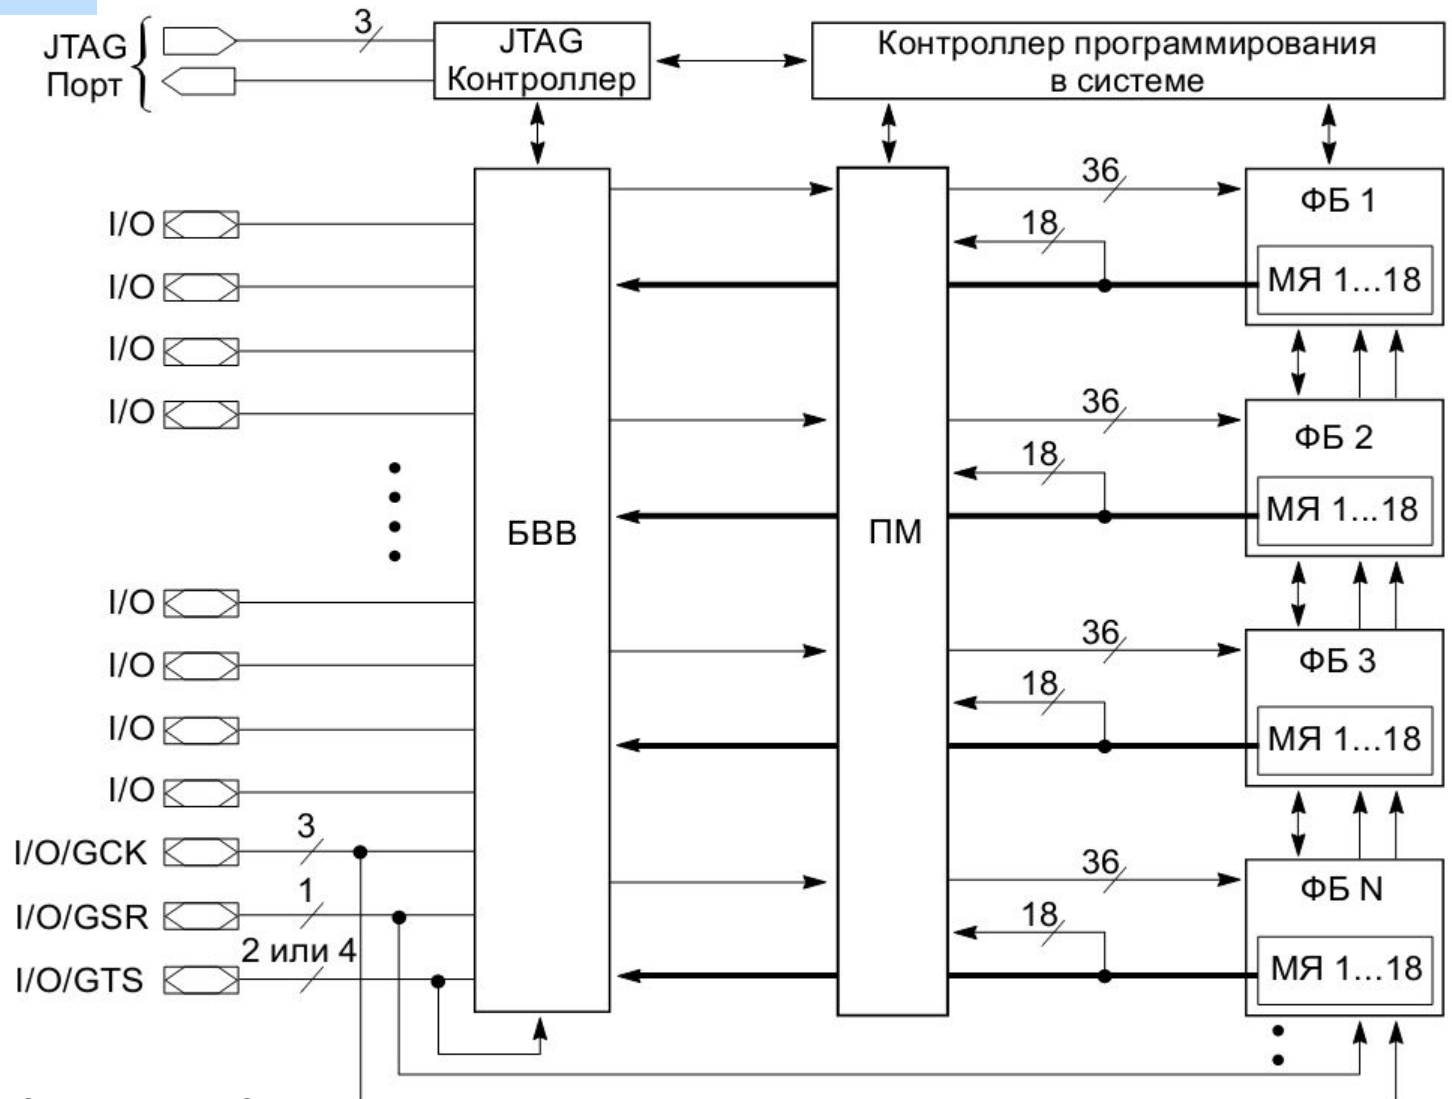 JTAG
Порт
3
JTAG
Контроллер
Контроллер программирования
в системе
I/O
I/O
I/O
I/O
I/O
I/O
I/O
I/O
I/O/GCK
3
I/O/GSR
1
I/O/GTS
2 или 4
БВВ
ПМ
36
18
ФБ 1
МЯ 1...18
36
18
ФБ 2
МЯ 1...18
36
18
ФБ 3
МЯ 1...18
36
18
ФБ N
МЯ 1...18